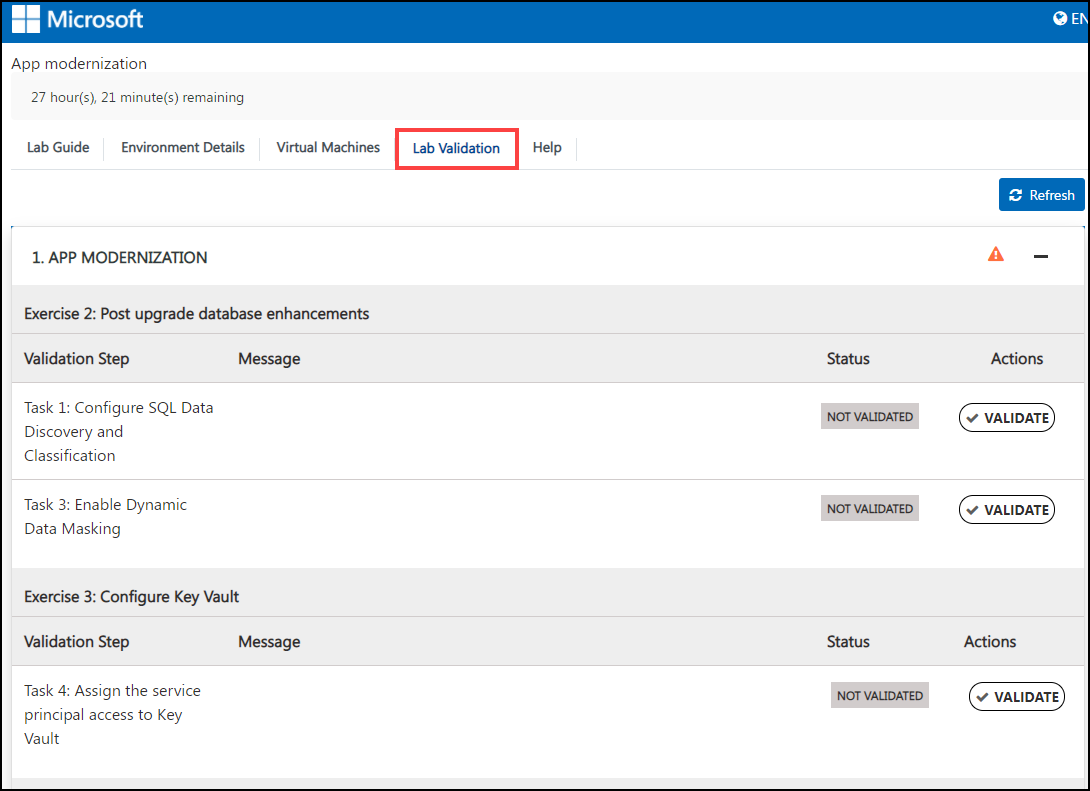 Microsoft
EN
App modernization
27 hour(s), 21 minute(s) remaining
Lab Guide Environment Details Virtual Machines Lab Validation Help
Refresh
1. APP MODERNIZATION
Exercise 2: Post upgrade database enhancements
Validation Step Message Status Actions
Task 1: Configure SQL Data
Discovery and
Classification
NOT VALIDATED VALIDATE
Task 3: Enable Dynamic
Data Masking
NOT VALIDATED VALIDATE
Exercise 3: Configure Key Vault
Validation Step Message Status Actions
Task 4: Assign the service
principal access to Key
Vault
NOT VALIDATED VALIDATE